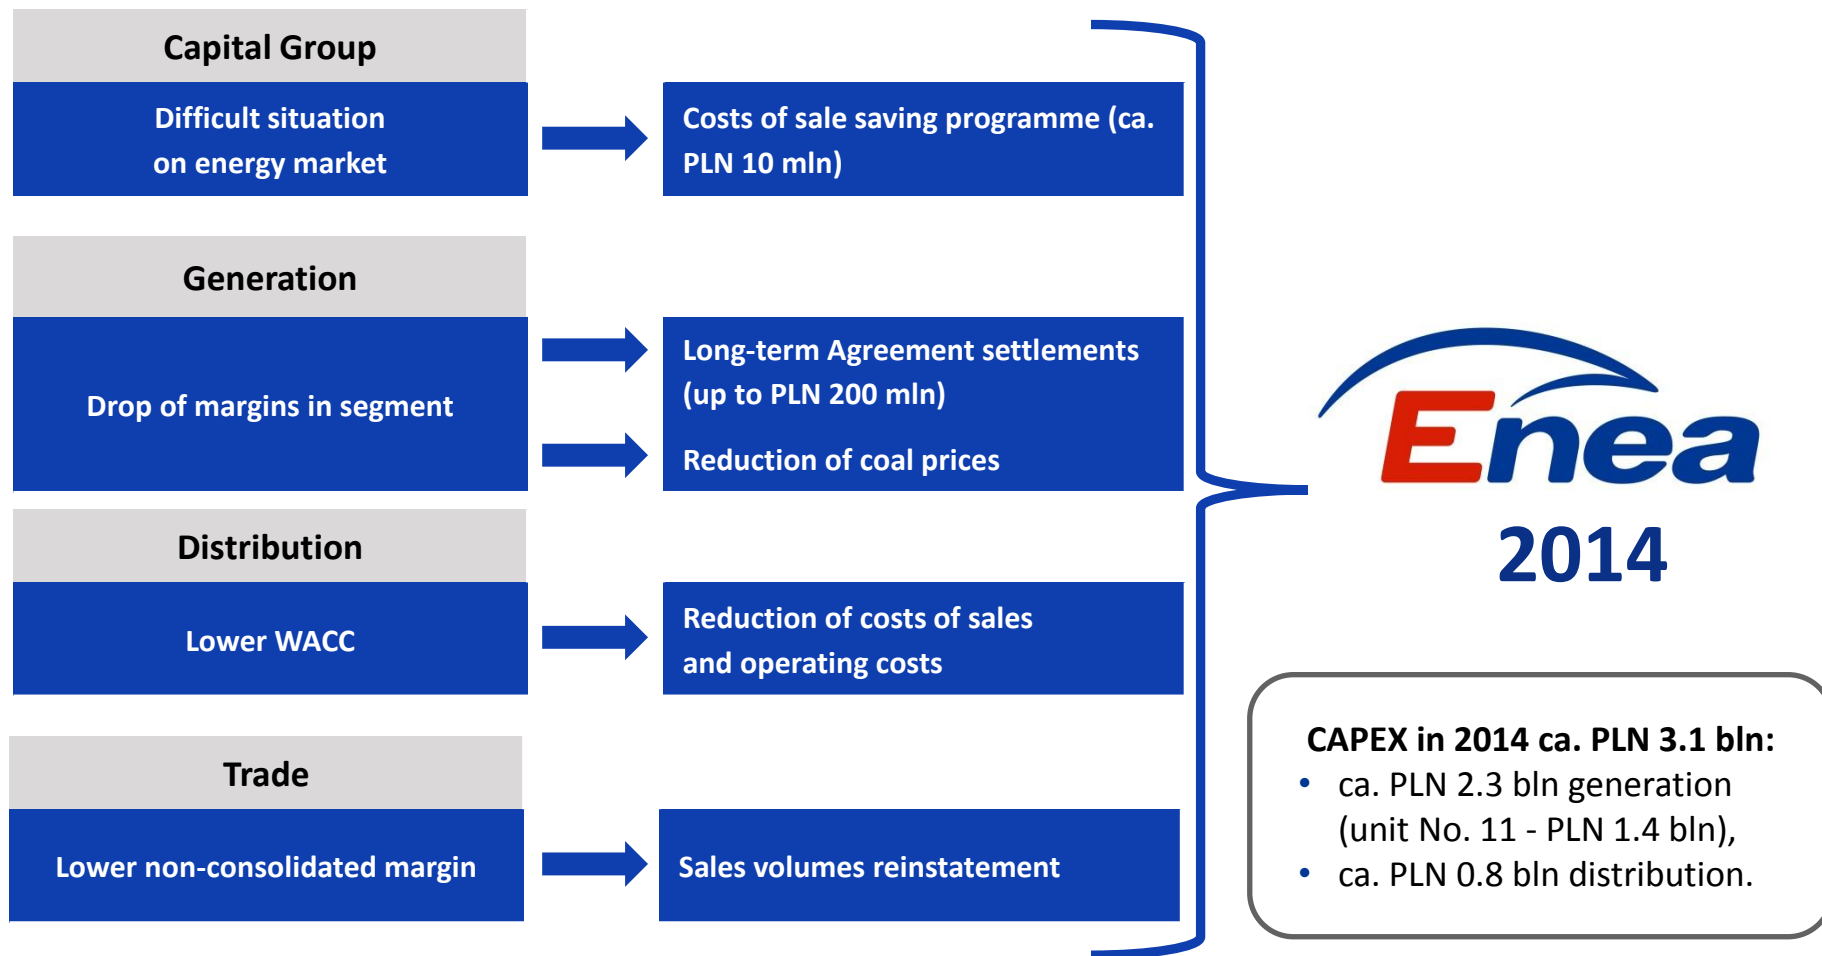 Capital Group
Difficult situation
on energy market
Costs of sale saving programme (ca.
PLN 10 mln)
Generation
Drop of margins in segment
Long-term Agreement settlements
(up to PLN 200 mln)
Reduction of coal prices
Distribution
Lower WACC
Reduction of costs of sales
and operating costs
Trade
Lower non-consolidated margin
Sales volumes reinstatement
Enea
2014
CAPEX in 2014 ca. PLN 3.1 bln:
• ca. PLN 2.3 bln generation
(unit No. 11 - PLN 1.4 bln),
• ca. PLN 0.8 bln distribution.